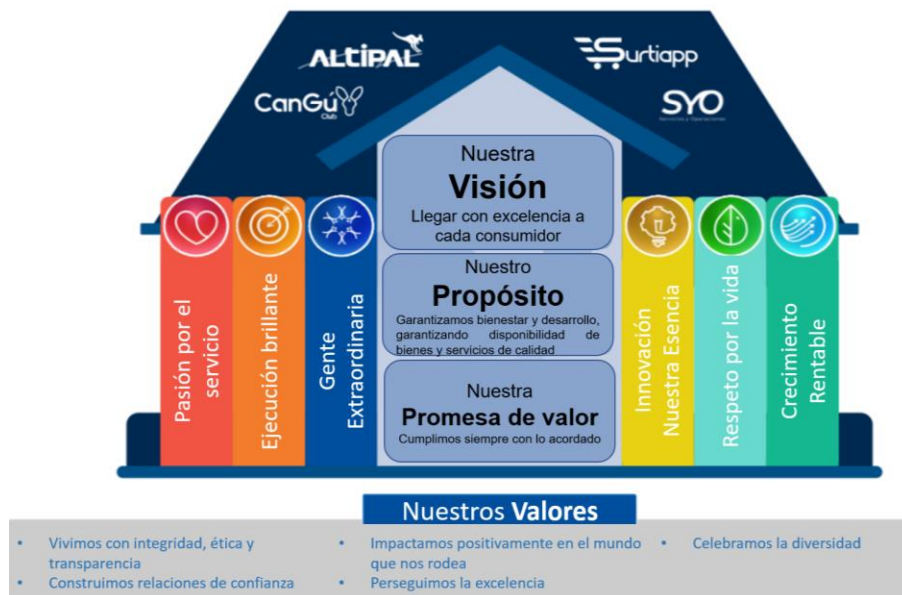 ALTIPAL
Surtiapp
CanGú
Club
SYO
Servicios y Operaciones
Nuestra
Visión
Llegar con excelencia a
cada consumidor
Nuestro
Propósito
Garantizamos bienestar y desarrollo,
garantizando disponibilidad de
bienes y servicios de calidad
Nuestra
Promesa de valor
Cumplimos siempre con lo acordado
Pasión por el
servicio
Ejecución brillante
Gente
Extraordinaria
Innovación
Nuestra Esencia
Respeto por la vida
Crecimiento
Rentable
Nuestros Valores
• Vivimos con integridad, ética y
transparencia
• Construimos relaciones de confianza
• Impactamos positivamente en el mundo
que nos rodea
• Perseguimos la excelencia
• Celebramos la diversidad